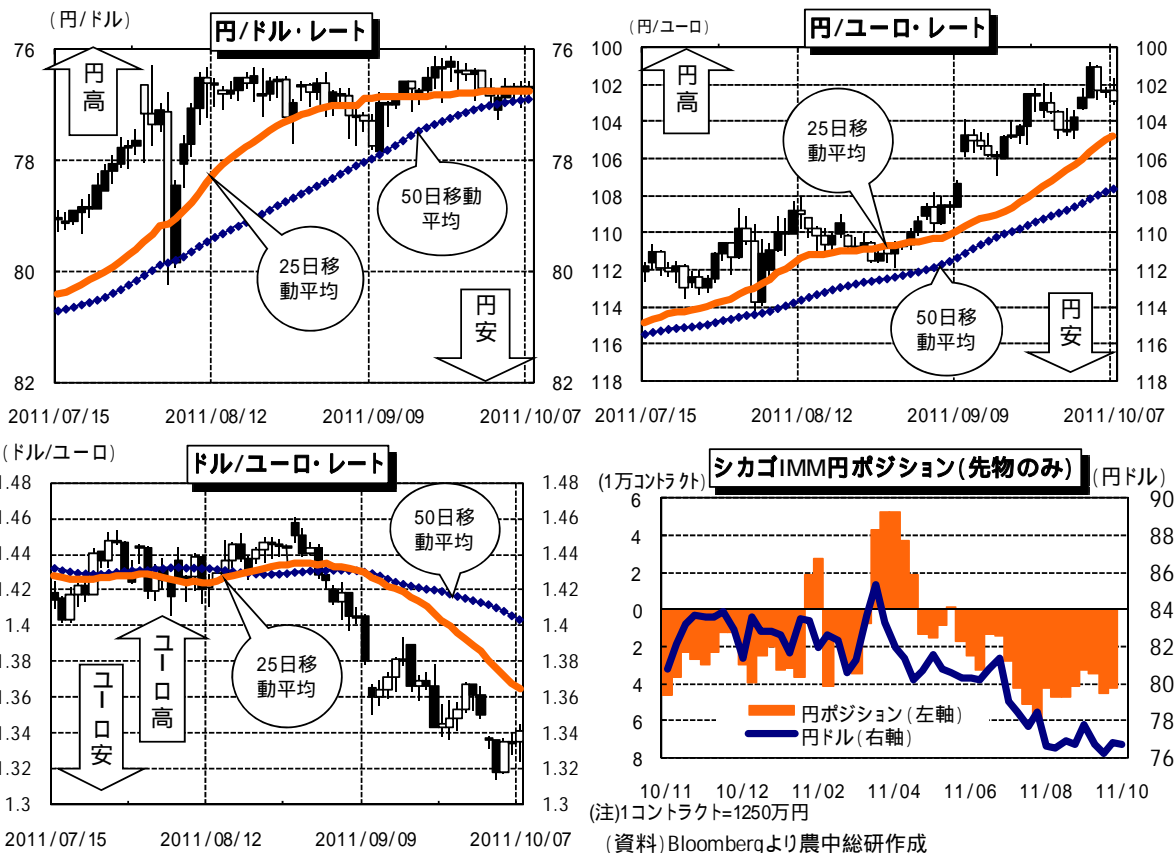 (円/ドル)
円/ドル・レート
76
78
80
82
76
78
80
82
円高
50日移動
平均
25日移
動平均
円安
2011/07/15 2011/08/12 2011/09/09 2011/10/07
(円/ユーロ)
円/ユーロ・レート
100
102
104
106
108
110
112
114
116
118
100
102
104
106
108
110
112
114
116
118
円高
25日移
動平均
50日移
動平均
円安
2011/07/15 2011/08/12 2011/09/09 2011/10/07
(ドル/ユーロ)
ドル/ユーロ・レート
1.48
1.46
1.44
1.42
1.4
1.38
1.36
1.34
1.32
1.3
1.48
1.46
1.44
1.42
1.4
1.38
1.36
1.34
1.32
1.3
50日移
動平均
25日移
動平均
ユーロ高
ユーロ安
2011/07/15 2011/08/12 2011/09/09 2011/10/07
(1万コントラクト)
シカゴIMM円ポジション(先物のみ)
(円ドル)
6
4
2
0
2
4
6
8
90
88
86
84
82
80
78
76
円ポジション(左軸)
円ドル(右軸)
10/11 10/12 11/02 11/04 11/06 11/08 11/10
(注)1コントラクト=1250万円
(資料)Bloombergより農中総研作成